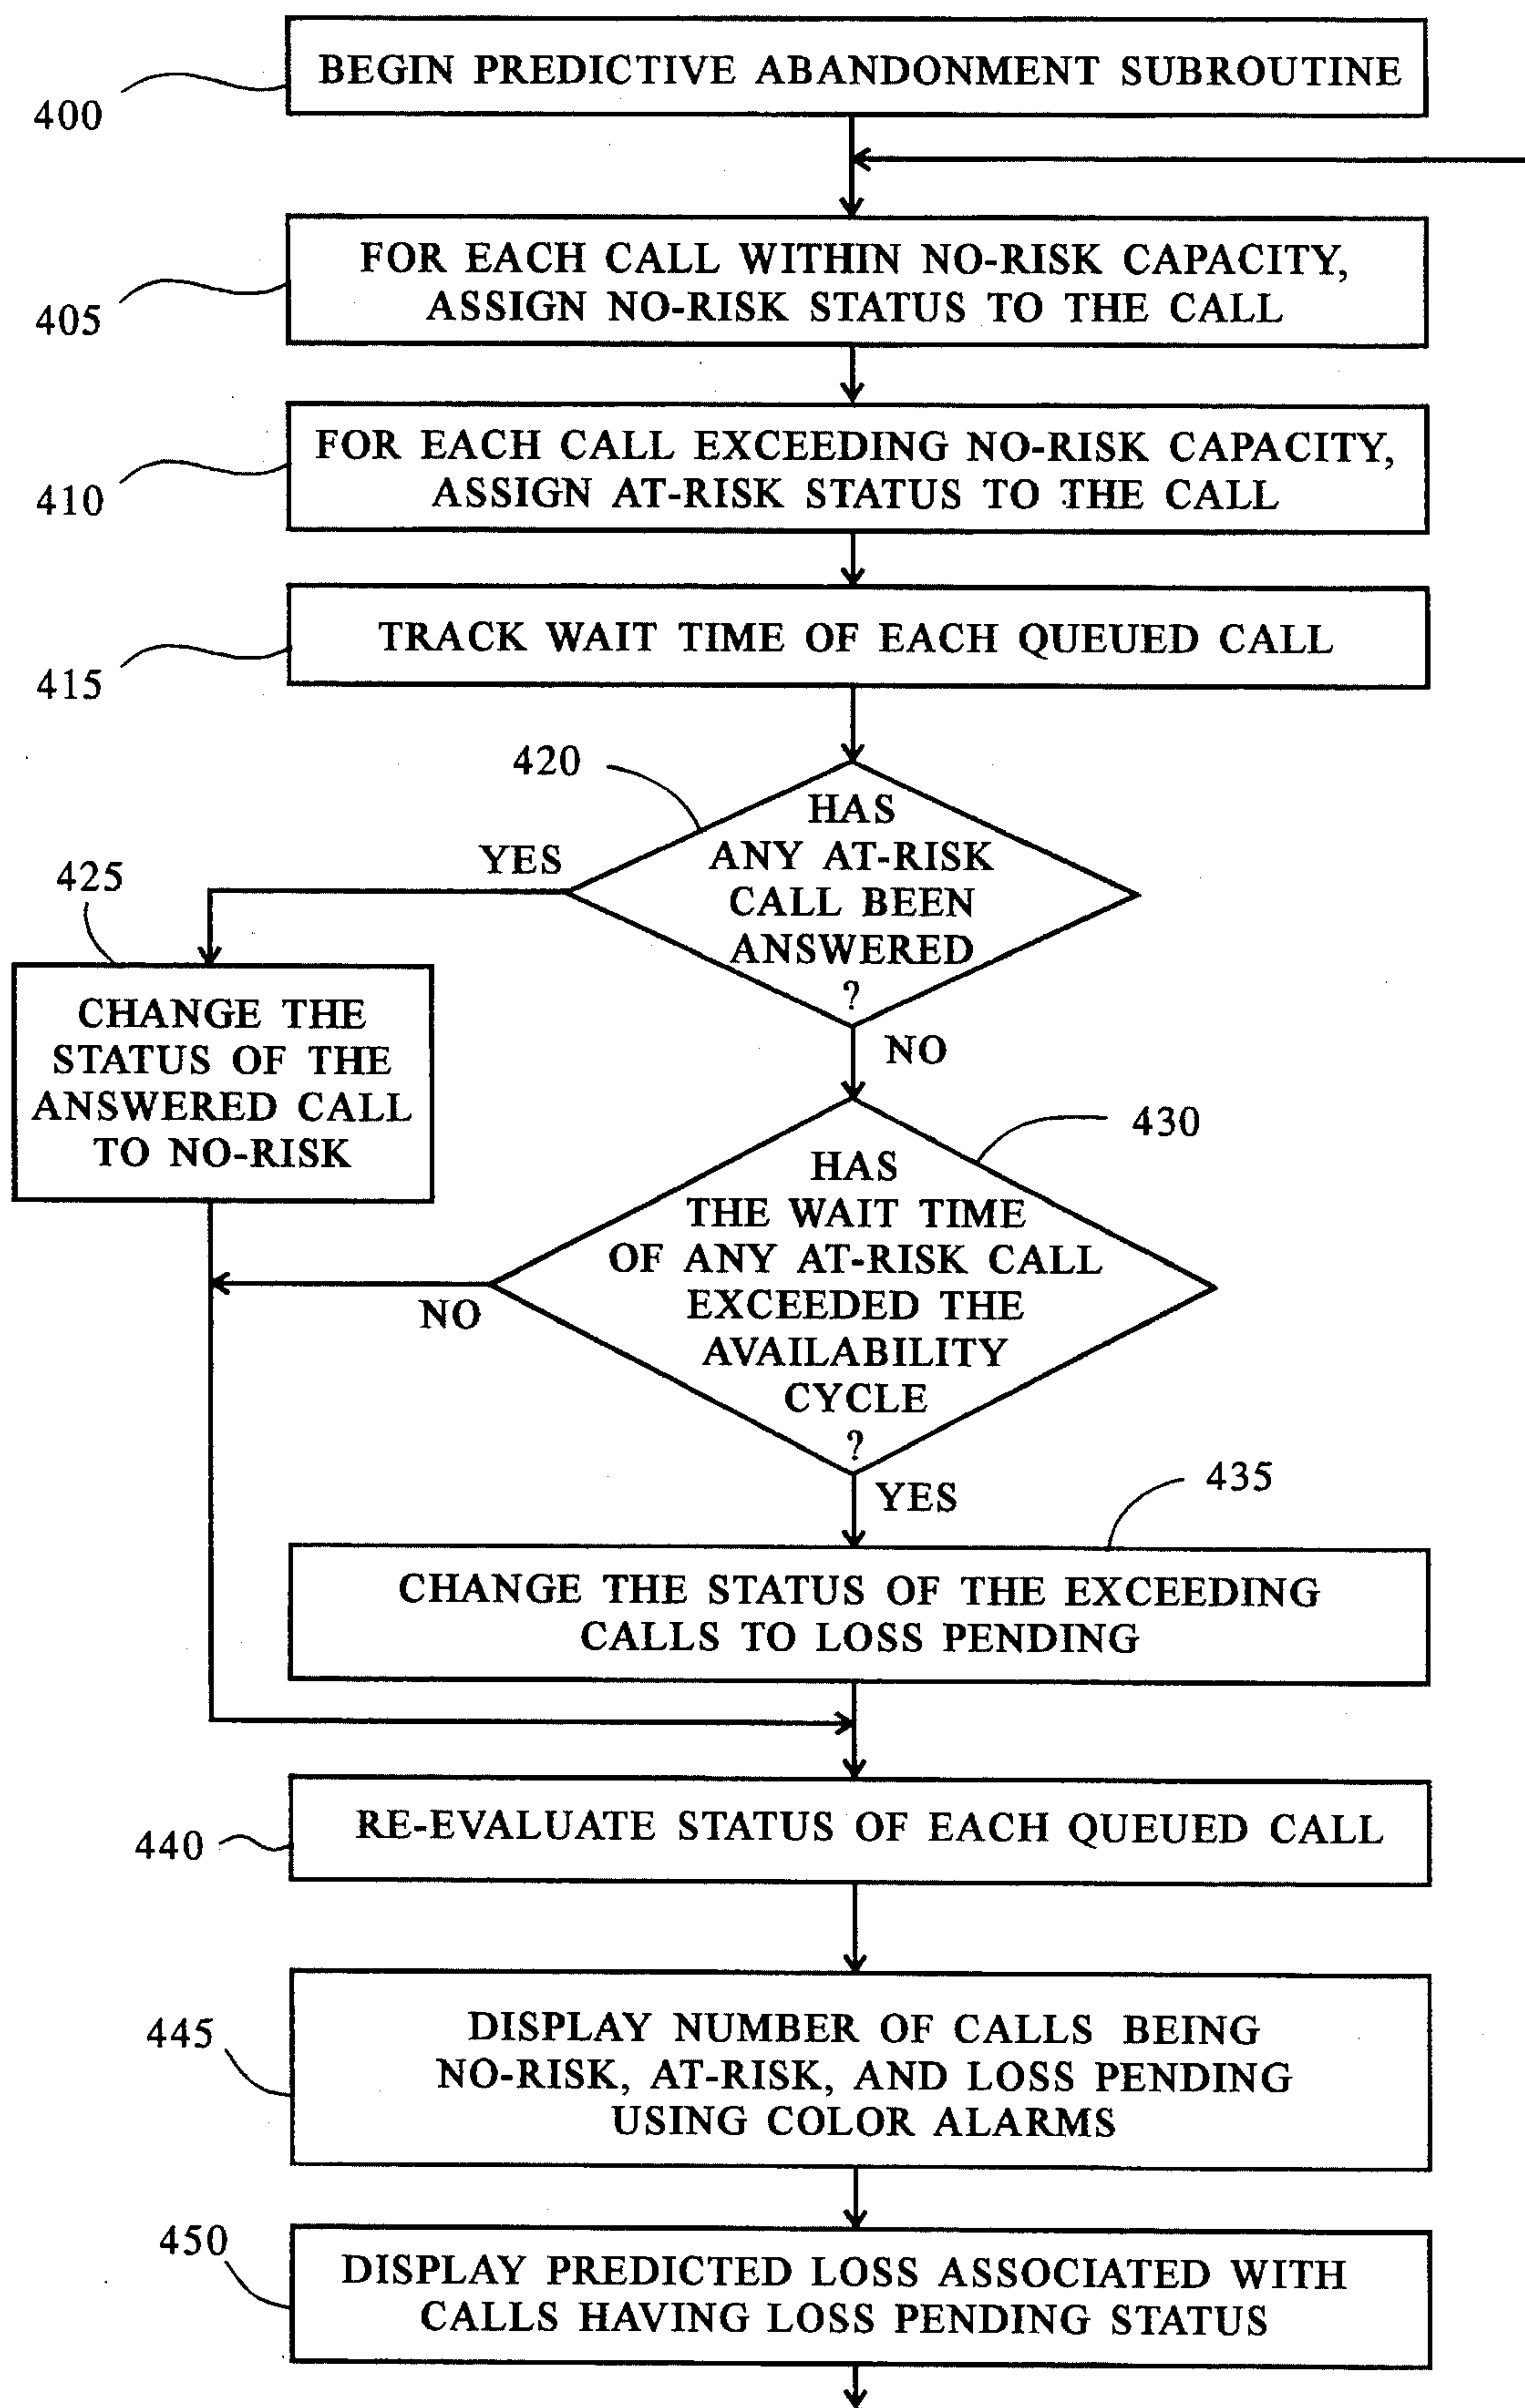 BEGIN PREDICTIVE ABANDONMENT SUBROUTINE
400
FOR EACH CALL WITHIN NO-RISK CAPACITY,
ASSIGN NO-RISK STATUS TO THE CALL
405
FOR EACH CALL EXCEEDING NO-RISK CAPACITY,
ASSIGN AT-RISK STATUS TO THE CALL
410
TRACK WAIT TIME OF EACH QUEUED CALL
415
420
HAS
ANY AT-RISK
CALL BEEN
ANSWERED
?
YES
425
CHANGE THE
STATUS OF THE
ANSWERED CALL
TO NO-RISK
NO
430
HAS
THE WAIT TIME
OF ANY AT-RISK CALL
EXCEEDED THE
AVAILABILITY
CYCLE
?
NO
YES
435
CHANGE THE STATUS OF THE EXCEEDING
CALLS TO LOSS PENDING
RE-EVALUATE STATUS OF EACH QUEUED CALL
440
445
DISPLAY NUMBER OF CALLS BEING
NO-RISK, AT-RISK, AND LOSS PENDING
USING COLOR ALARMS
450
DISPLAY PREDICTED LOSS ASSOCIATED WITH
CALLS HAVING LOSS PENDING STATUS